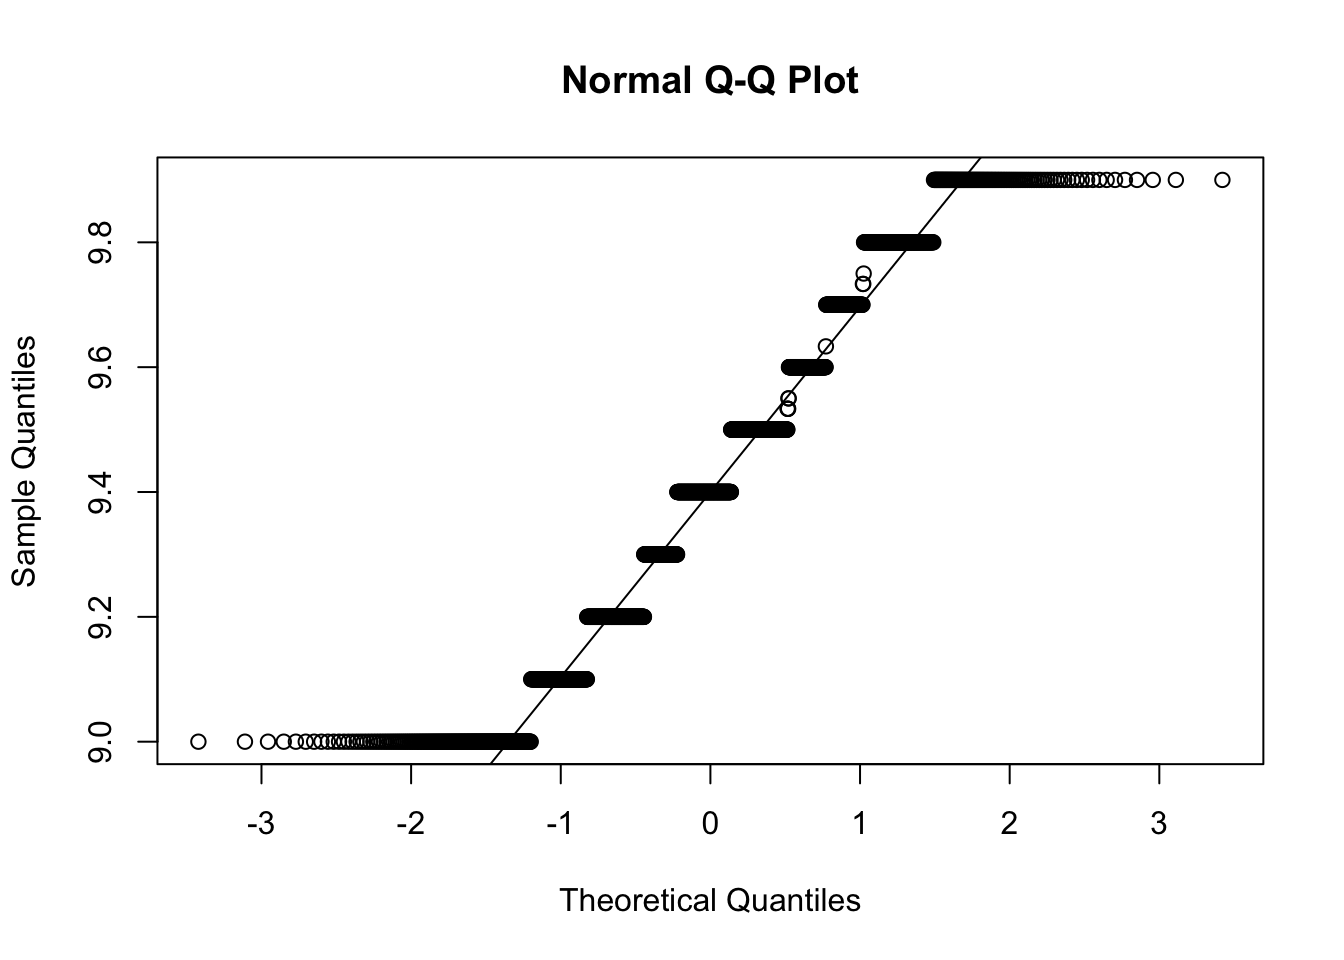 Normal Q-Q Plot
Sample Quantiles
9.8
9.6
9.4
9.2
9.0
-3 -2 -1 0 1 2 3
Theoretical Quantiles